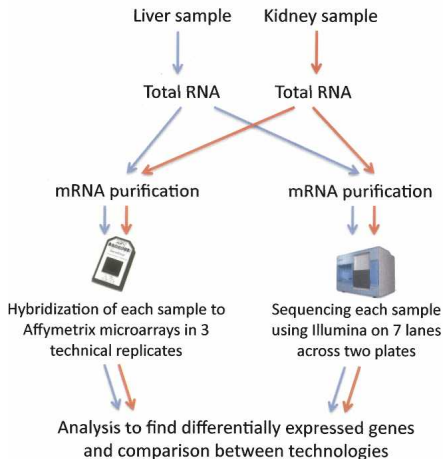 Liver sample Kidney sample
Total RNA Total RNA
mRNA purification mRNA purification
Hybridization of each sample to
Affymetrix microarrays in 3
technical replicates
Sequencing each sample
using Illumina on 7 lanes
across two plates
Analysis to find differentially expressed genes
and comparison between technologies